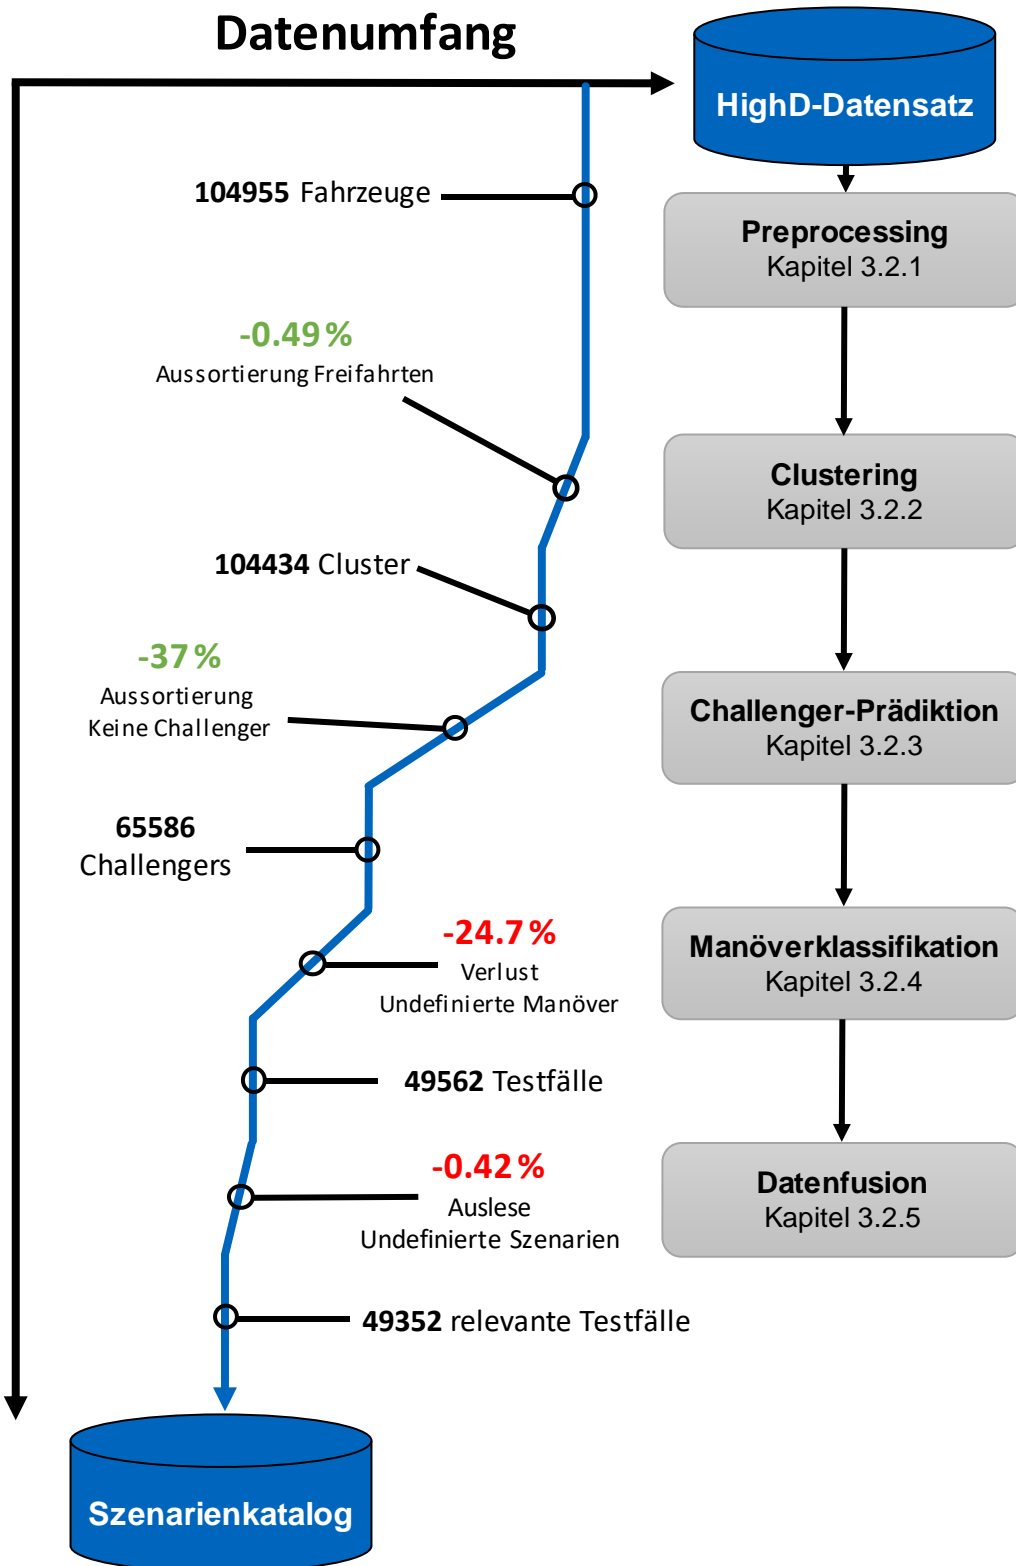 Datenumfang
HighD-Datensatz
104955 Fahrzeuge
Preprocessing
Kapitel 3.2.1
-0.49%
Aussortierung Freifahrten
Clustering
Kapitel 3.2.2
104434 Cluster
-37%
Aussortierung
Keine Challenger
Challenger-Prädiktion
Kapitel 3.2.3
65586
Challengers
-24.7%
Verlust
Undefinierte Manöver
Manöverklassifikation
Kapitel 3.2.4
49562 Testfälle
-0.42%
Auslese
Undefinierte Szenarien
Datenfusion
Kapitel 3.2.5
49352 relevante Testfälle
Szenarienkatalog